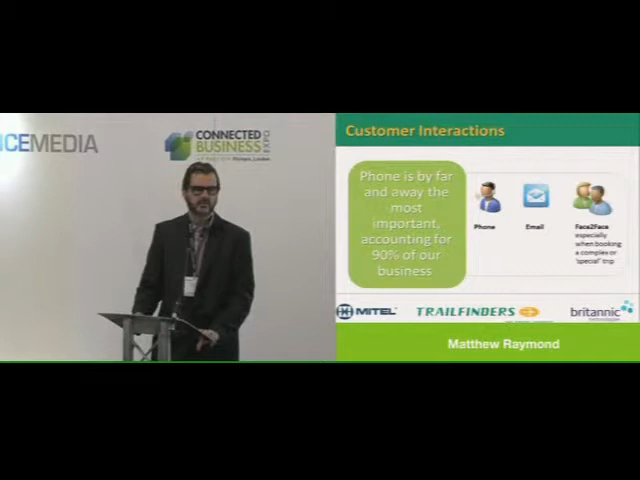 CEMEDIA
CONNECTED
BUSINESS
EXPO
Customer Interactions
Phone is by far
and away the
most
important,
accounting for
90% of our
business
Phone
Email
Face2Face
especially
when booking
a complex or
'special' trip
MITEL
TRAILFINDERS
britannic
Matthew Raymond